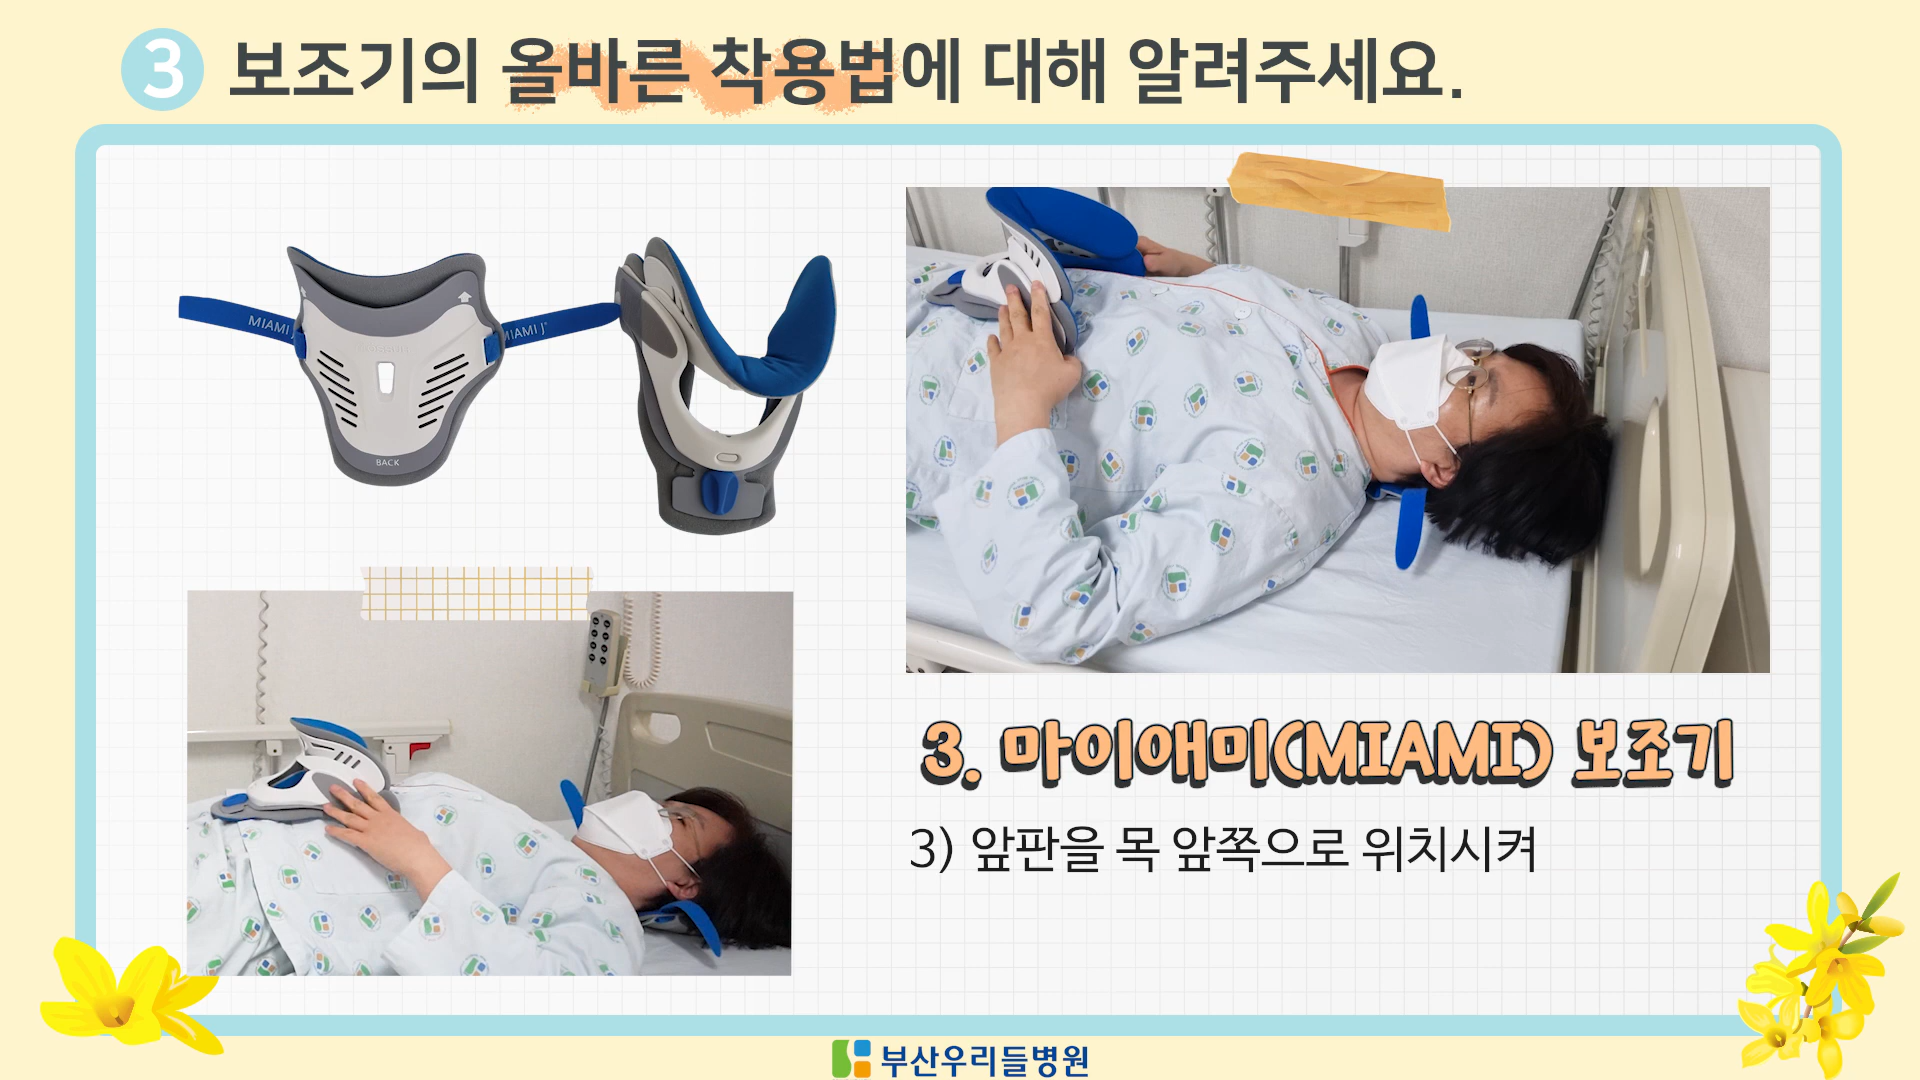 3 보조기의 올바른 착용법에 대해 알려주세요.
MIAMI J
MIAMI J
BACK
3. 마이애미(MIAMI) 보조기
3) 앞판을 목 앞쪽으로 위치시켜
부산우리들병원